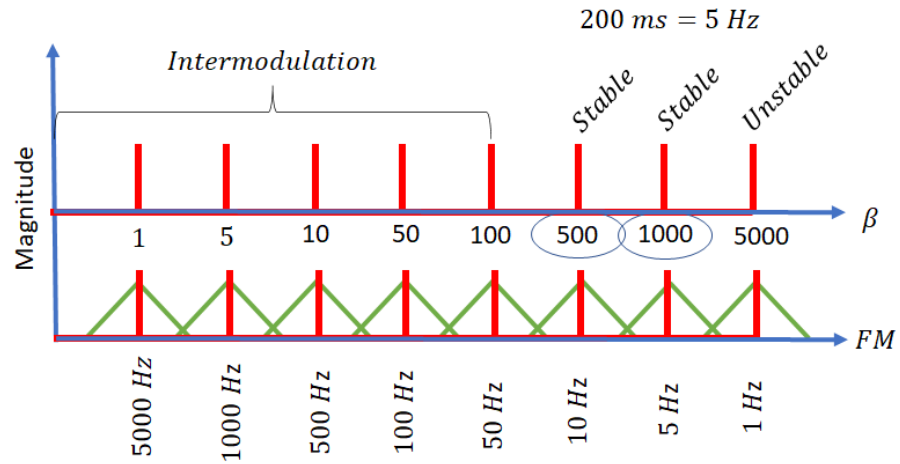 200 ms = 5 Hz
Intermodulation
Stable
Stable
Unstable
Magnitude
β
1 5 10 50 100 500 1000 5000
FM
5000 Hz
1000 Hz
500 Hz
100 Hz
50 Hz
10 Hz
5 Hz
1 Hz